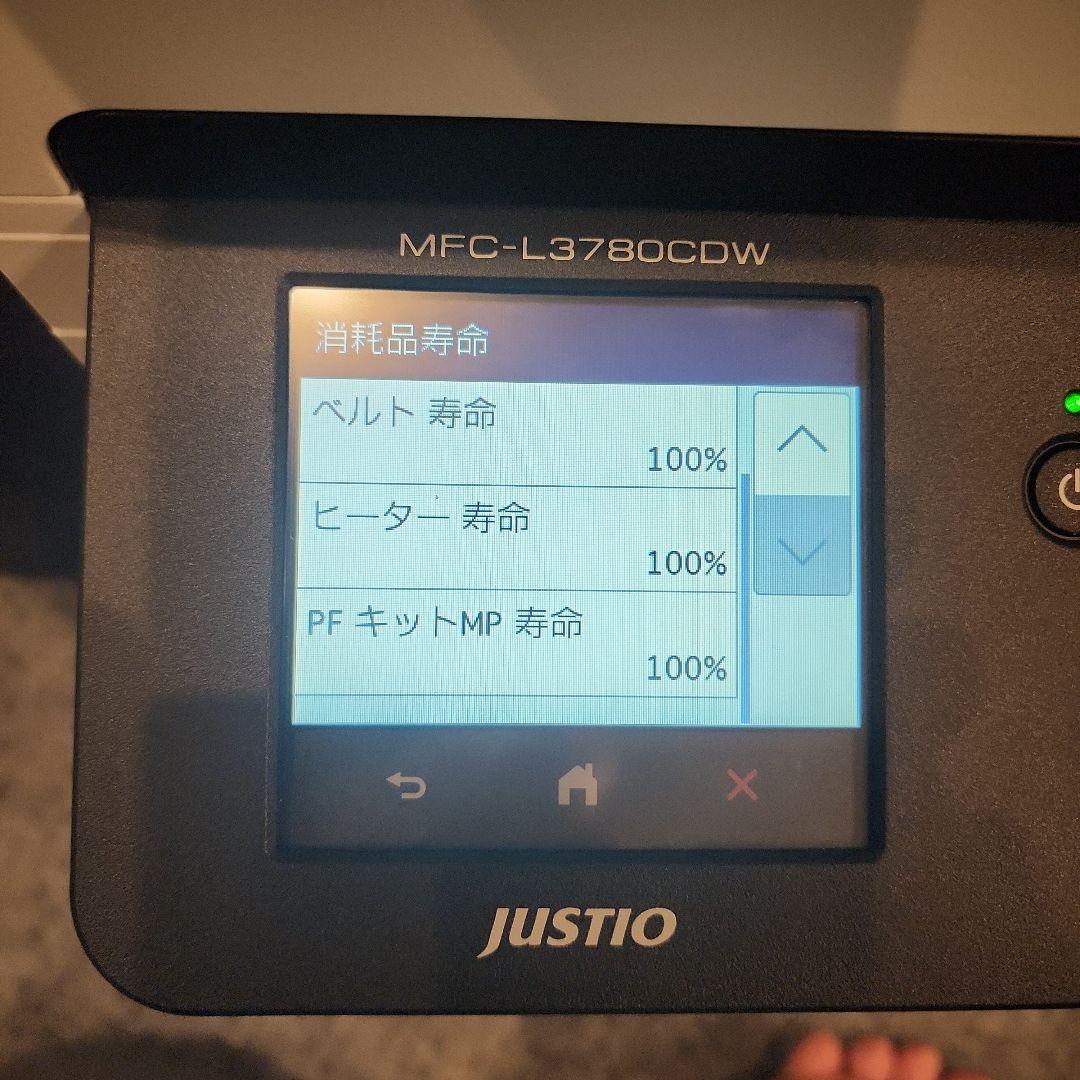 MFC-L3780CDW
消耗品寿命
ベルト 寿命
100%
ヒーター 寿命
100%
PF キットMP 寿命
100%
JUSTIO